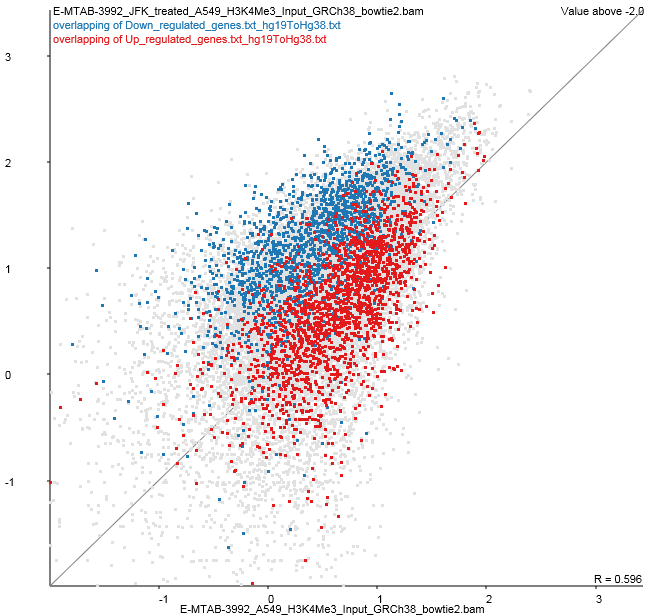 E-MTAB-3992_JFK_treated_A549_H3K4Me3_Input_GRCh38_bowtie2.bam
Value above -2.0
overlapping of Down_regulated_genes.txt_hg19ToHg38.txt
overlapping of Up_regulated_genes.txt_hg19ToHg38.txt
3
2
1
0
-1
R = 0.596
-1
0
1
2
3
E-MTAB-3992_A549_H3K4Me3_Input_GRCh38_bowtie2.bam